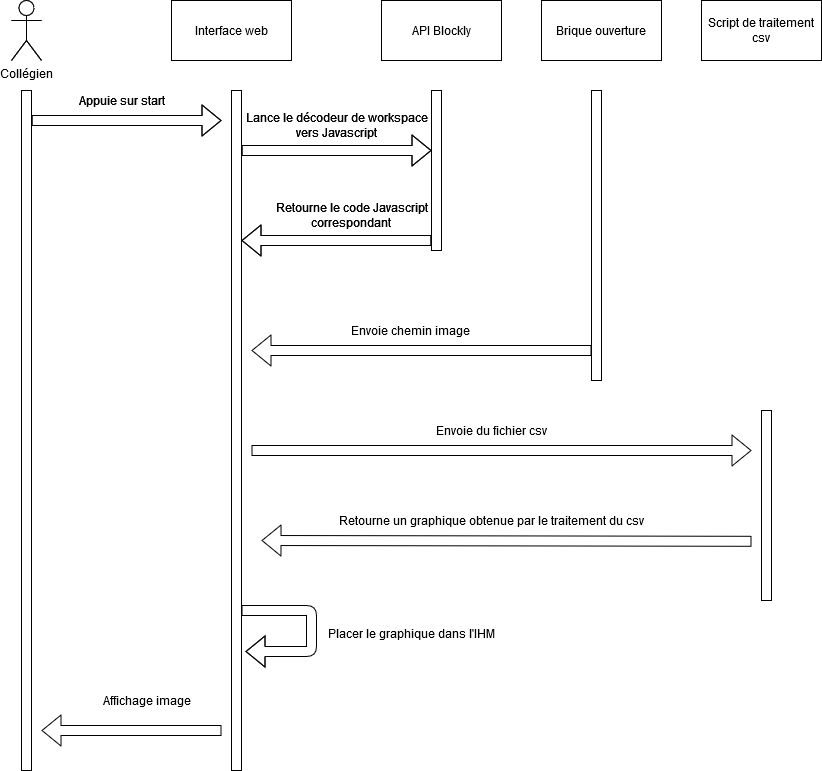 Interface web
API Blockly
Brique ouverture
Script de traitement
csv
Collégien
Appuie sur start
Lance le décodeur de workspace
vers Javascript
Retourne le code Javascript
correspondant
Envoie chemin image
Envoie du fichier csv
Retourne un graphique obtenue par le traitement du csv
Placer le graphique dans l'IHM
Affichage image